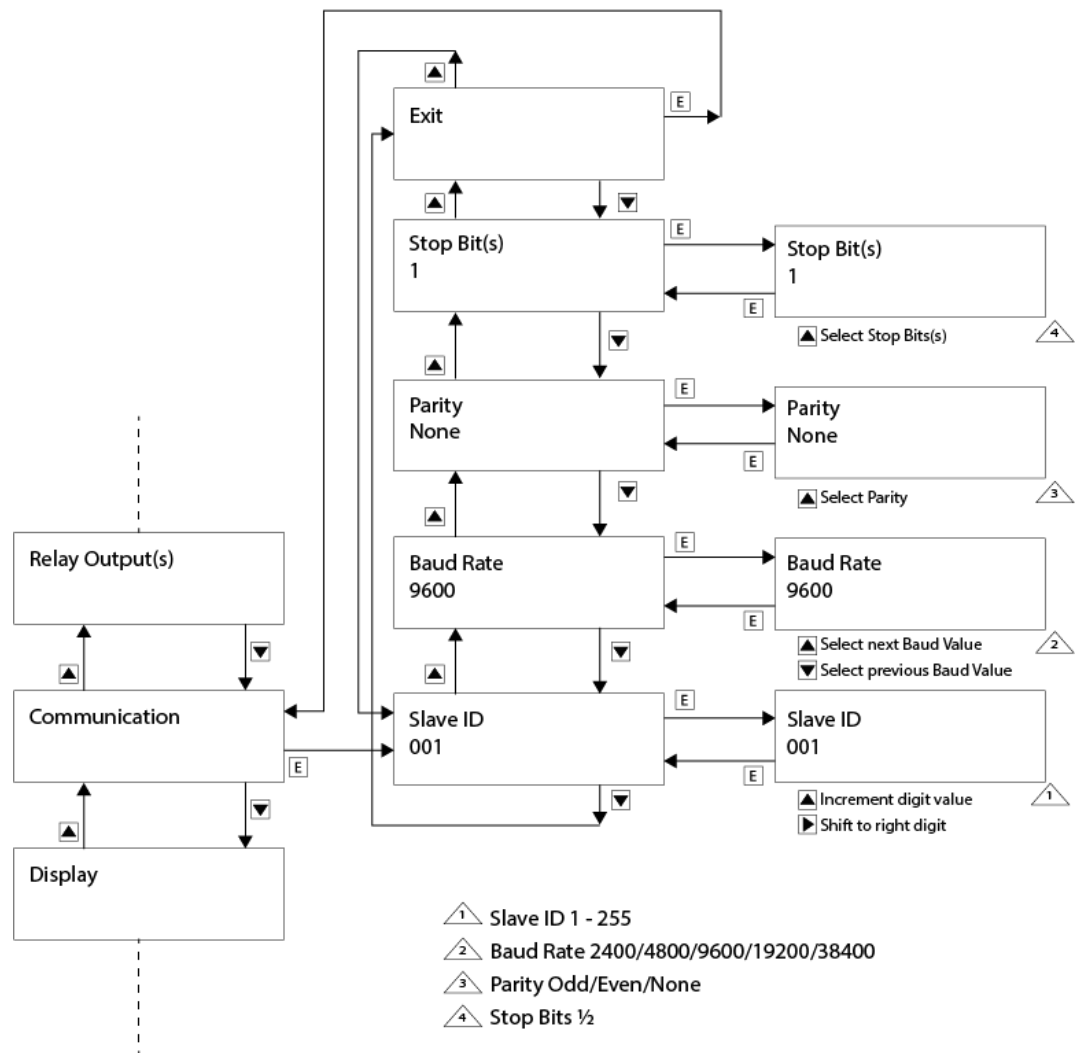 E
Exit
Stop Bit(s)
1
E
E
Stop Bit(s)
1
▲ Select Stop Bits(s)
4
Parity
None
E
E
Parity
None
▲ Select Parity
3
Relay Output(s)
Baud Rate
9600
E
E
Baud Rate
9600
▲ Select next Baud Value
2
▼ Select previous Baud Value
Communication
E
Slave ID
001
E
E
Slave ID
001
▲ Increment digit value
1
▶ Shift to right digit
Display
1 Slave ID 1 - 255
2 Baud Rate 2400/4800/9600/19200/38400
3 Parity Odd/Even/None
4 Stop Bits ½